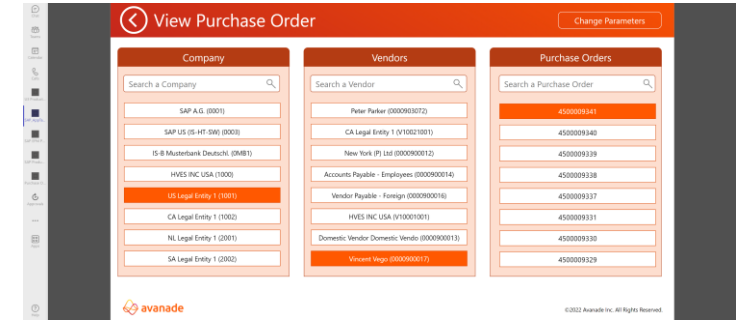 View Purchase Order
Change Parameters
Company
Search a Company
SAP A.G. (0001)
SAP US (IS-HT-SW) (0003)
IS-B Musterbank Deutschl. (0MB1)
HVES INC USA (1000)
US Legal Entity 1 (1001)
CA Legal Entity 1 (1002)
NL Legal Entity 1 (2001)
SA Legal Entity 1 (2002)
Vendors
Search a Vendor
Peter Parker (0000903072)
CA Legal Entity 1 (V10021001)
New York (P) Ltd (0000900012)
Accounts Payable - Employees (0000900014)
Vendor Payable - Foreign (0000900016)
HVES INC USA (V10001001)
Domestic Vendor Domestic Vendo (0000900013)
Vincent Vego (0000900017)
Purchase Orders
Search a Purchase Order
4500009341
4500009340
4500009339
4500009338
4500009337
4500009331
4500009330
4500009329
avanade
©2022 Avanade Inc. All Rights Reserved.